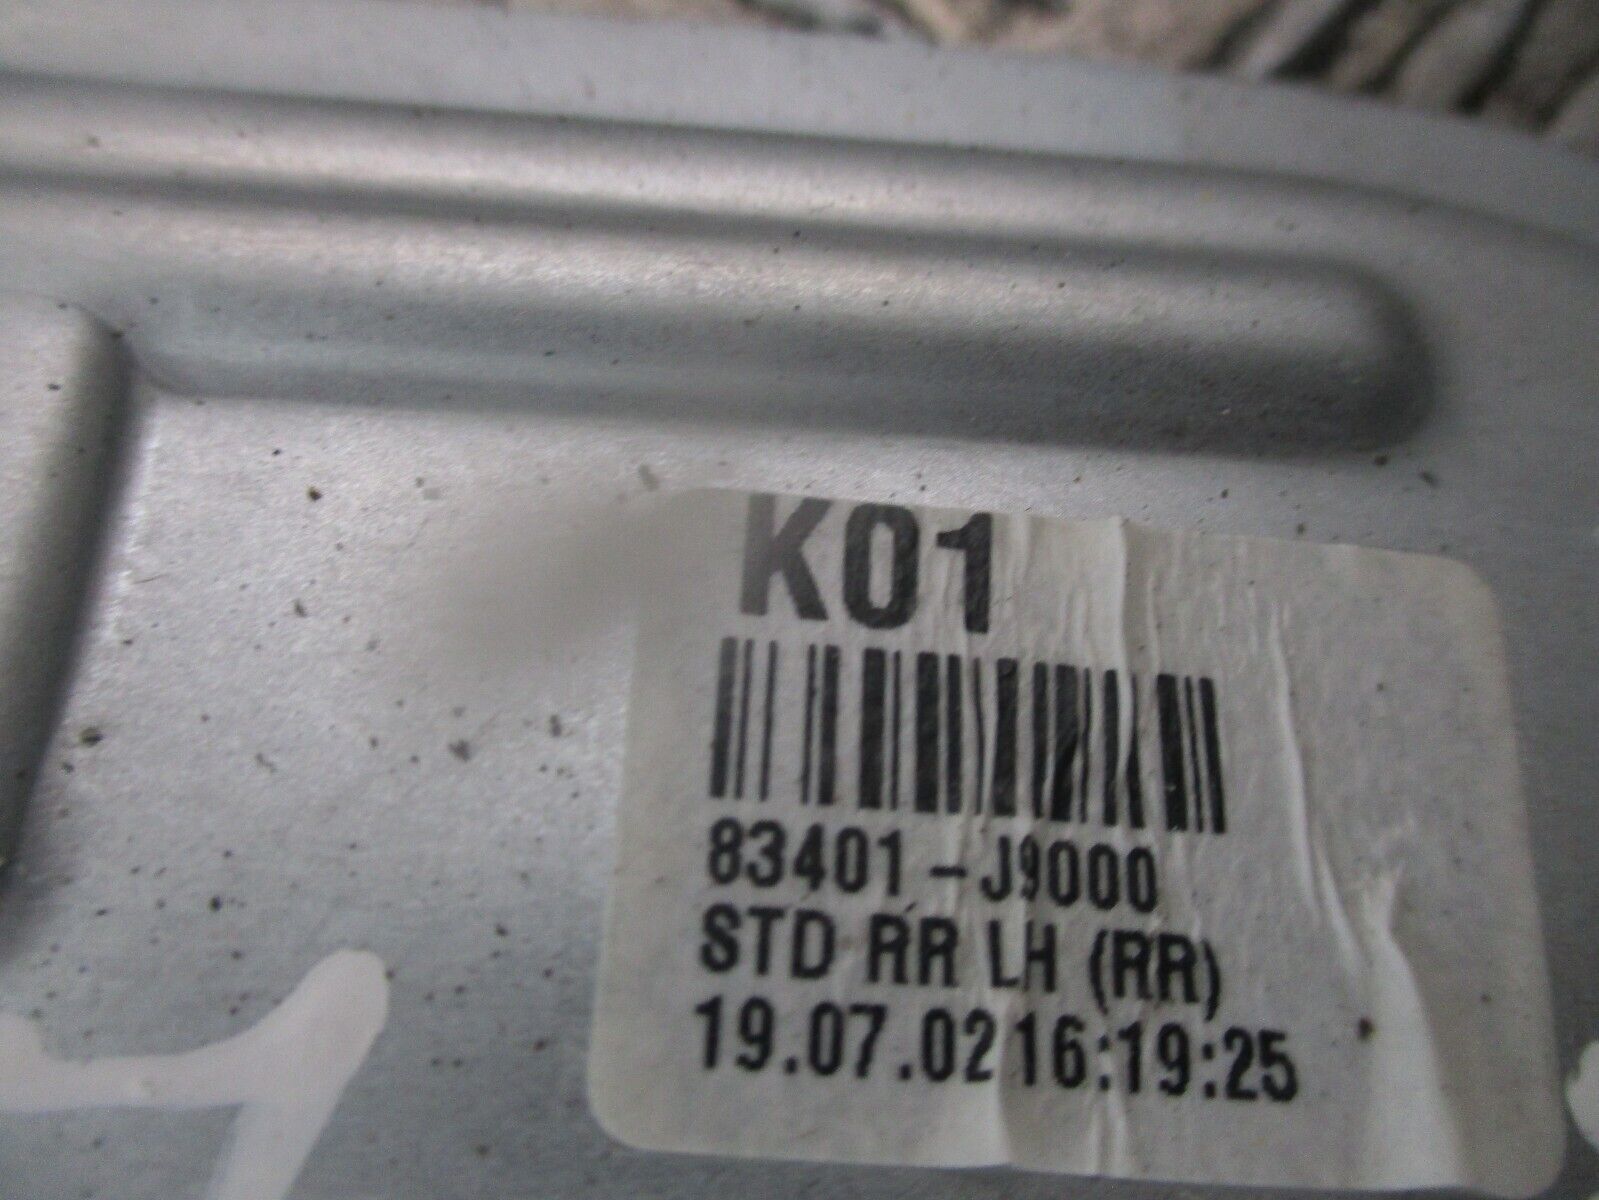 K01
83401-J9000
STD RR LH (RR)
19.07.02 16:19:25